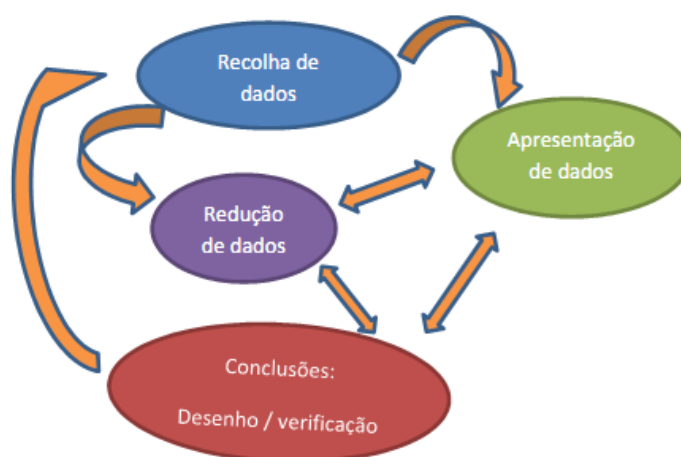 Recolha de
dados
Apresentação
de dados
Redução
de dados
Conclusões:
Desenho / verificação